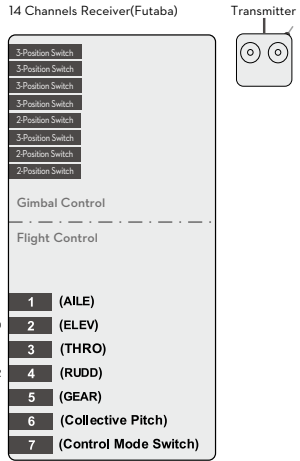 14 Channels Receiver(Futaba)
Transmitter
3-Position Switch
3-Position Switch
3-Position Switch
3-Position Switch
2-Position Switch
3-Position Switch
2-Position Switch
2-Position Switch
Gimbal Control
Flight Control
1 (AILE)
2 (ELEV)
3 (THRO)
4 (RUDD)
5 (GEAR)
6 (Collective Pitch)
7 (Control Mode Switch)